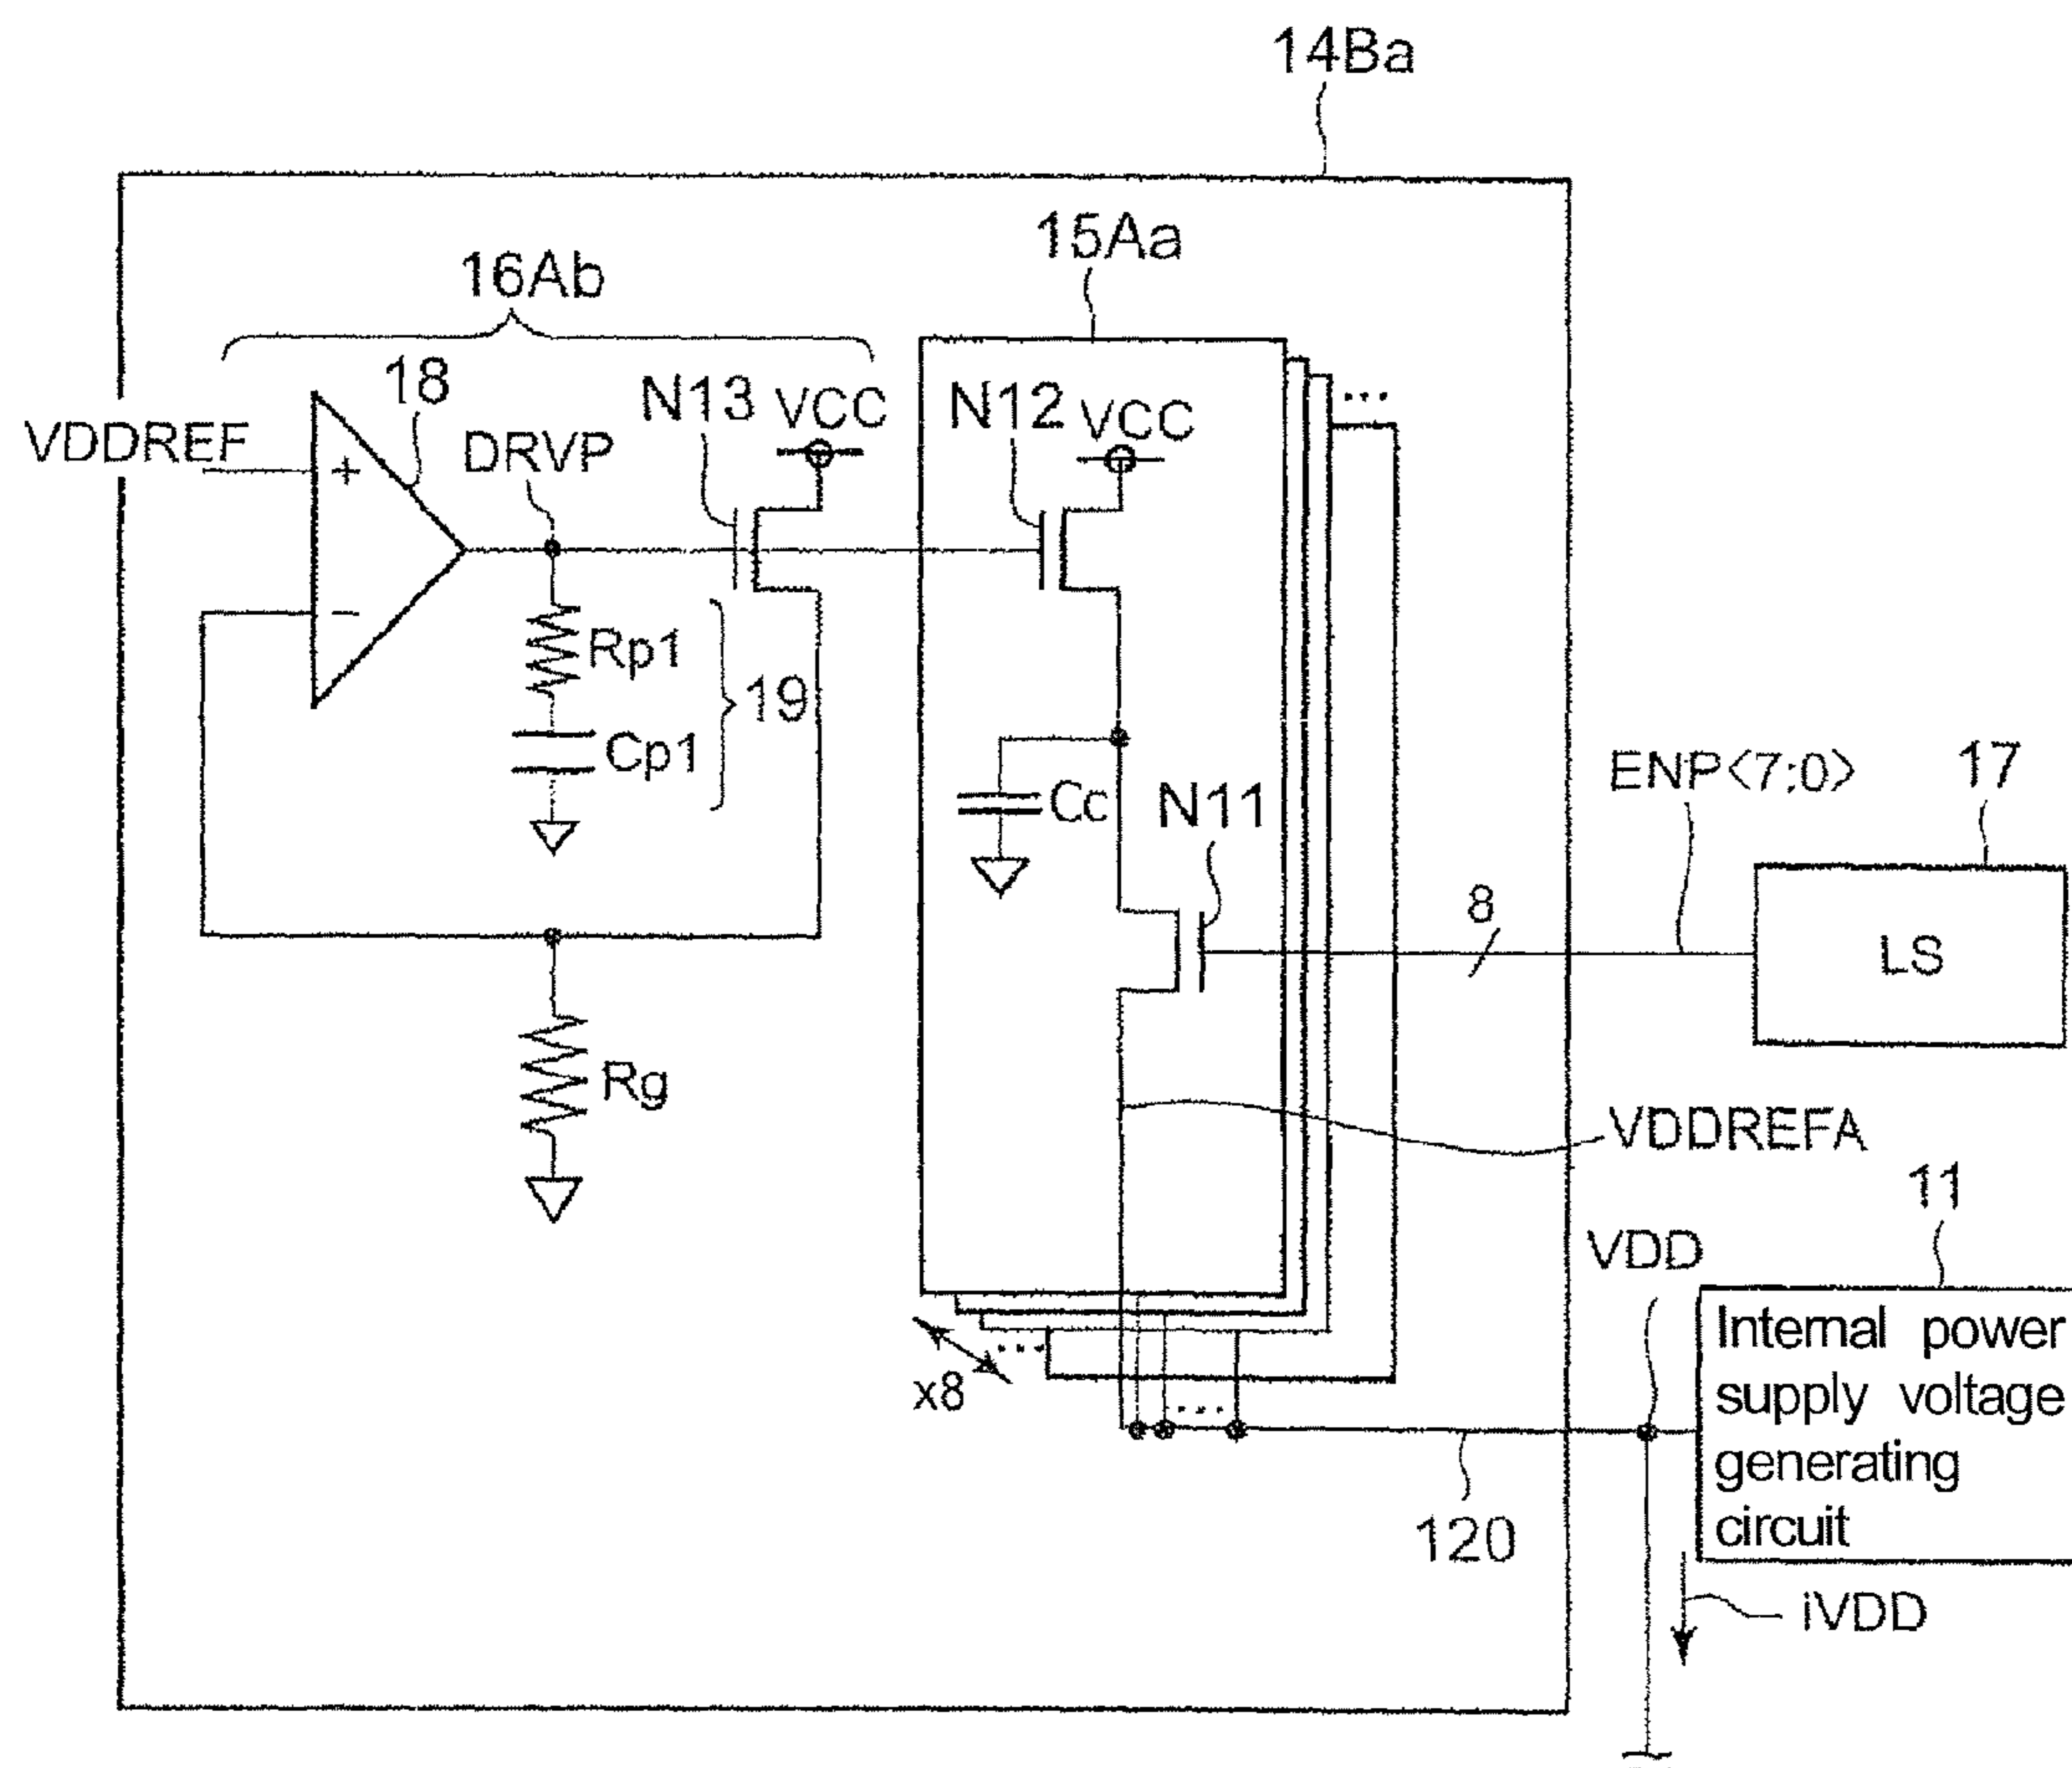 14Ba
15Aa
16Ab
18
N13
VCC
N12
VCC
VDDREF
+
DRVP
−
Rp1
19
Cp1
Cc
N11
ENP<7:0>
17
8
LS
Rg
VDDREFA
11
VDD
Internal power
supply voltage
generating
circuit
...
...
x8
...
120
iVDD